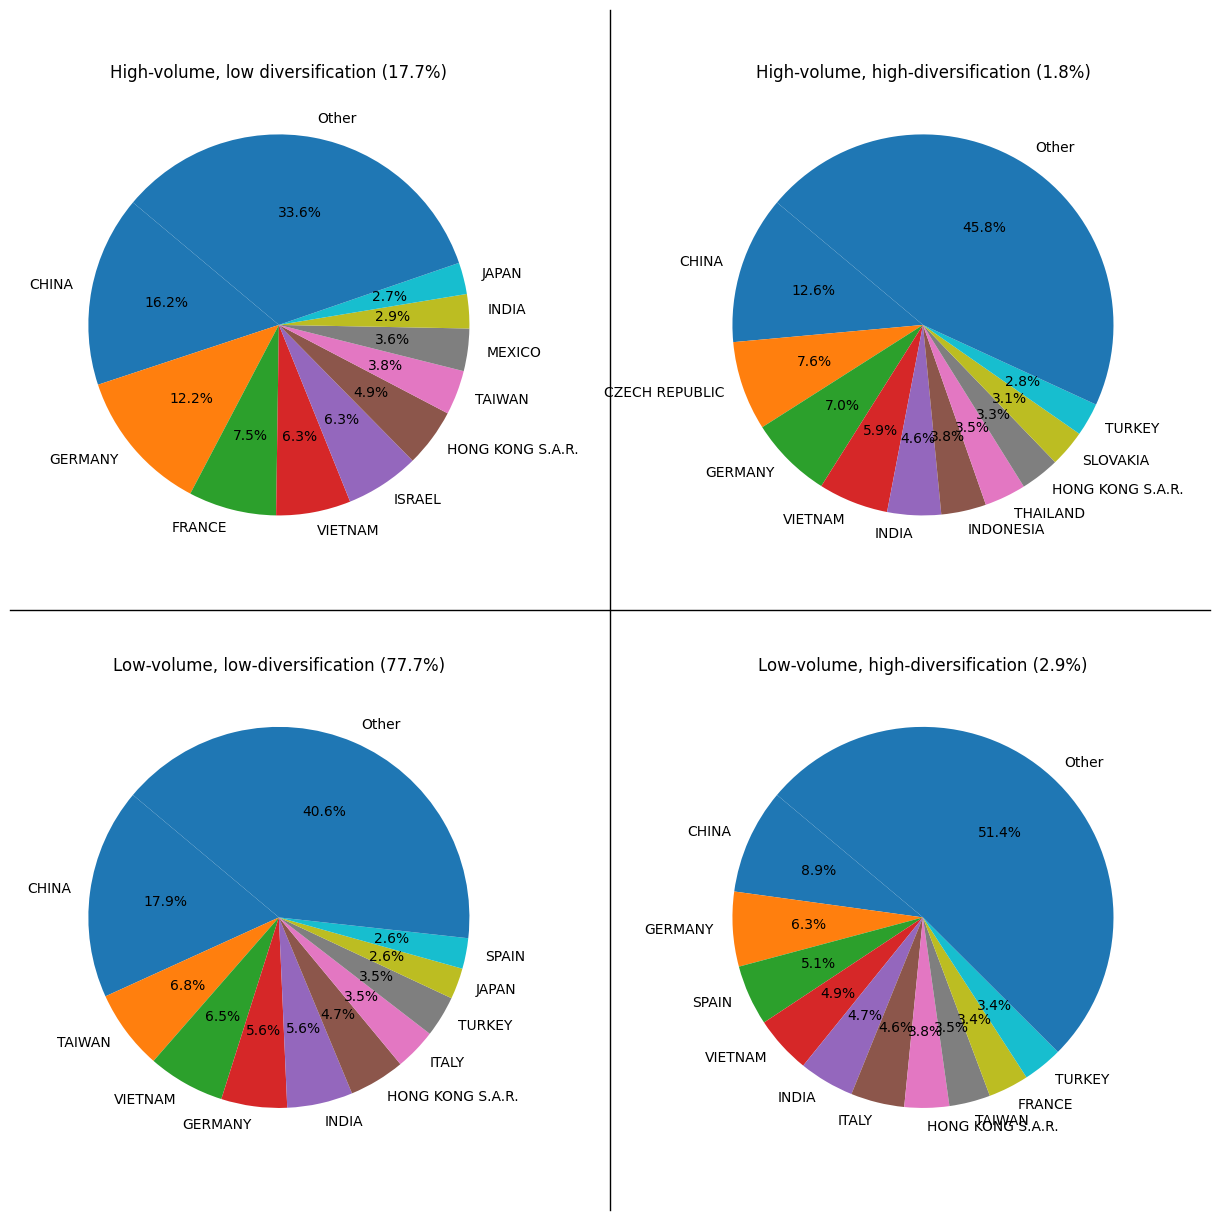 High-volume, low diversification (17.7%)
Other
33.6%
CHINA
16.2%
GERMANY
12.2%
FRANCE
7.5%
VIETNAM
6.3%
ISRAEL
6.3%
HONG KONG S.A.R.
4.9%
TAIWAN
3.8%
MEXICO
3.6%
INDIA
2.9%
JAPAN
2.7%
High-volume, high-diversification (1.8%)
Other
45.8%
CHINA
12.6%
CZECH REPUBLIC
7.6%
GERMANY
7.0%
VIETNAM
5.9%
INDIA
4.6%
INDONESIA
3.8%
THAILAND
3.5%
HONG KONG S.A.R.
3.3%
SLOVAKIA
3.1%
TURKEY
2.8%
Low-volume, low-diversification (77.7%)
Other
40.6%
CHINA
17.9%
TAIWAN
6.8%
VIETNAM
6.5%
GERMANY
5.6%
INDIA
5.6%
HONG KONG S.A.R.
4.7%
ITALY
3.5%
TURKEY
3.5%
JAPAN
2.6%
SPAIN
2.6%
Low-volume, high-diversification (2.9%)
Other
51.4%
CHINA
8.9%
GERMANY
6.3%
SPAIN
5.1%
VIETNAM
4.9%
INDIA
4.7%
ITALY
4.6%
HONG KONG S.A.R.
3.8%
TAIWAN
3.5%
FRANCE
3.4%
TURKEY
3.4%